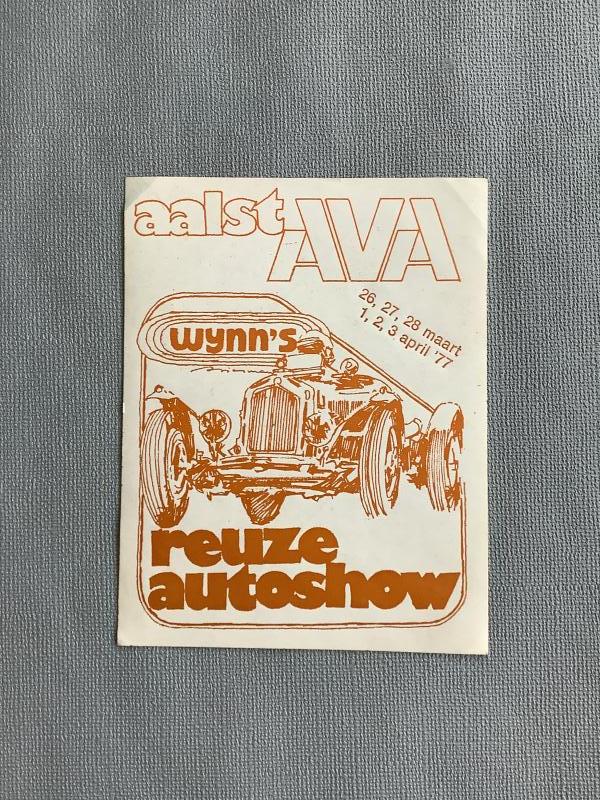 aalst AVA
26, 27, 28 maart
1, 2, 3 april '77
wynn's
reuze
autoshow